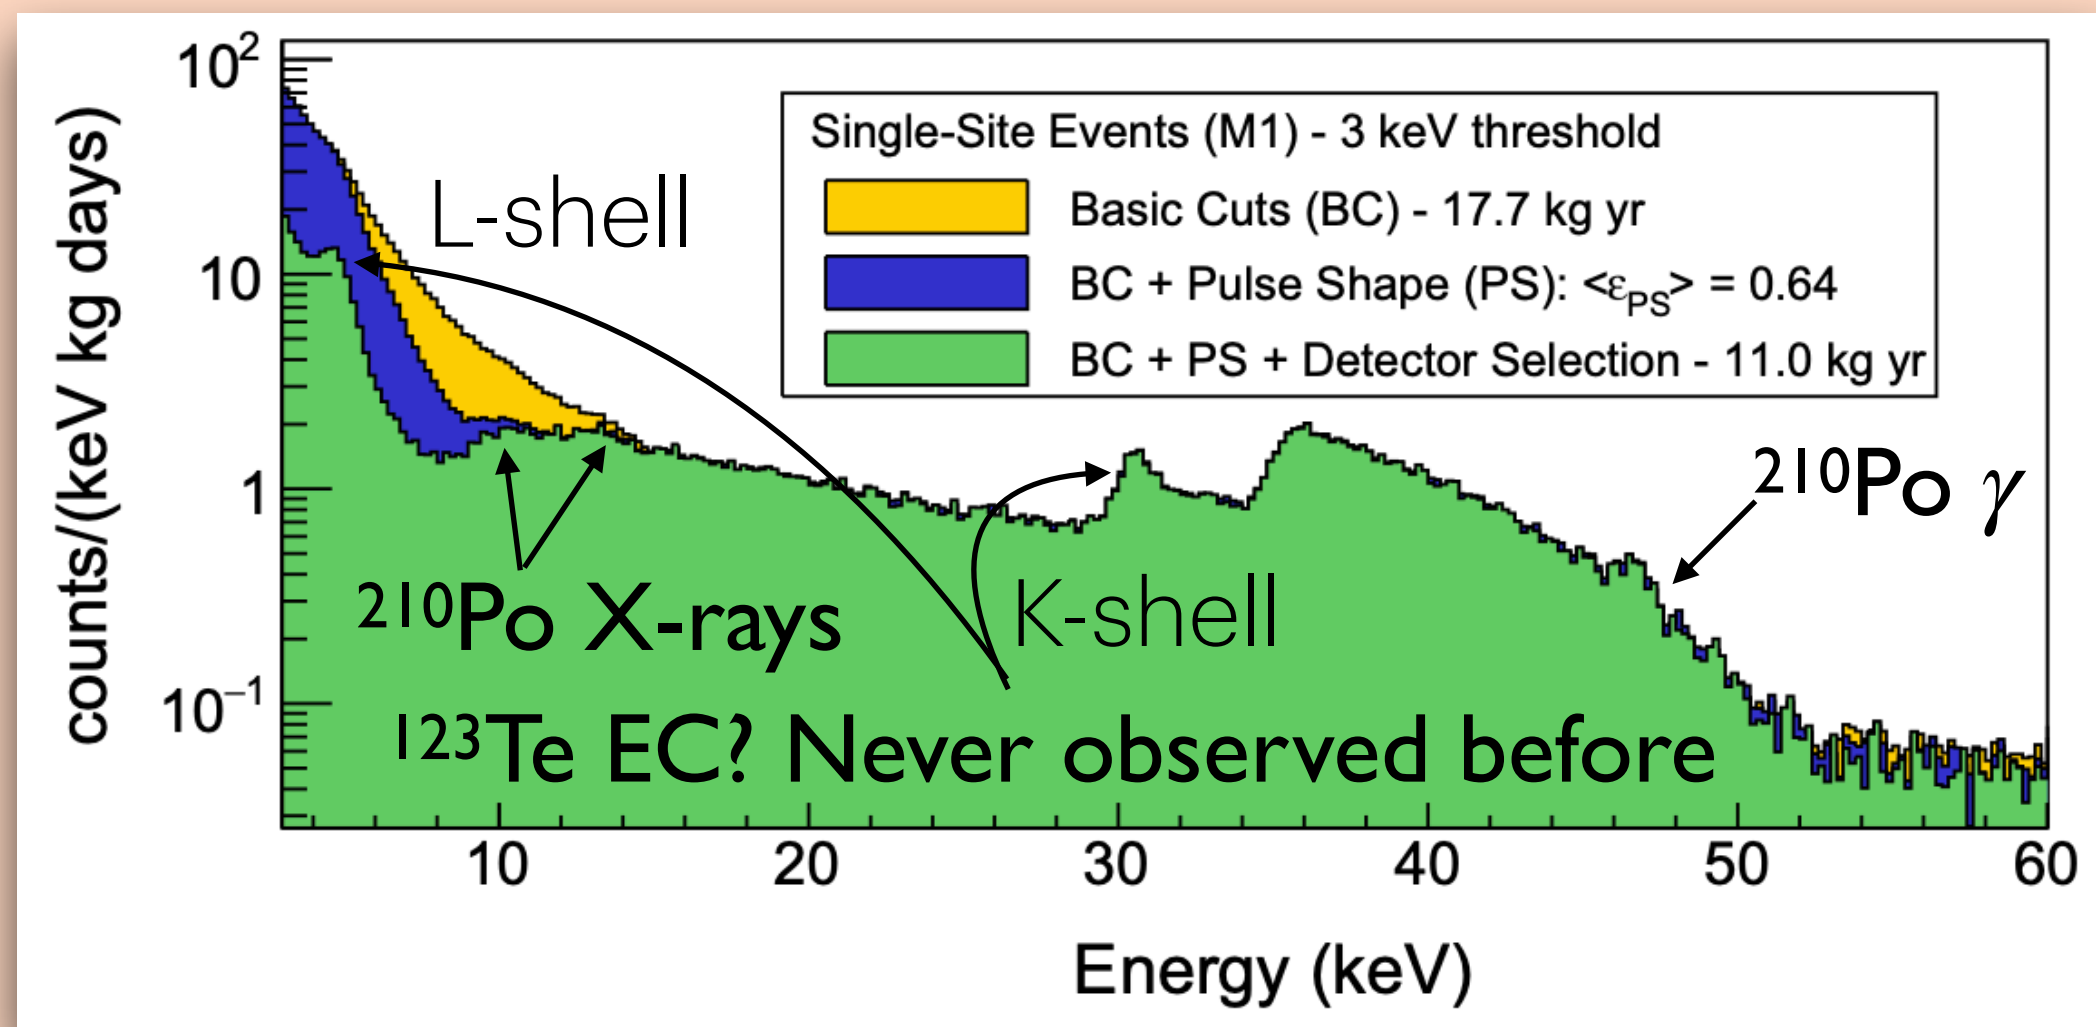 10²
10
1
10⁻¹
counts/(keV kg days)
Single-Site Events (M1) - 3 keV threshold
Basic Cuts (BC) - 17.7 kg yr
BC + Pulse Shape (PS): <ε_PS> = 0.64
BC + PS + Detector Selection - 11.0 kg yr
L-shell
²¹⁰Po γ
²¹⁰Po X-rays
K-shell
¹²³Te EC? Never observed before
10 20 30 40 50 60
Energy (keV)